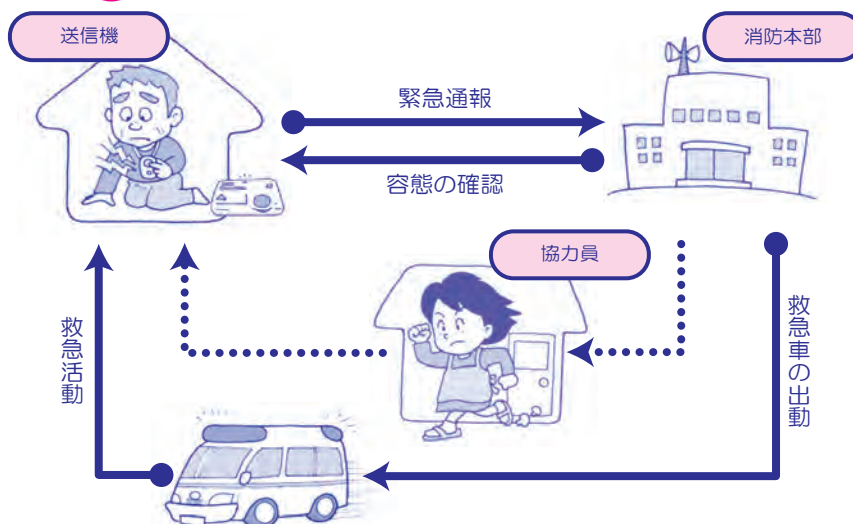 送信機
消防本部
緊急通報
容態の確認
協力員
救急活動
救急車の出動